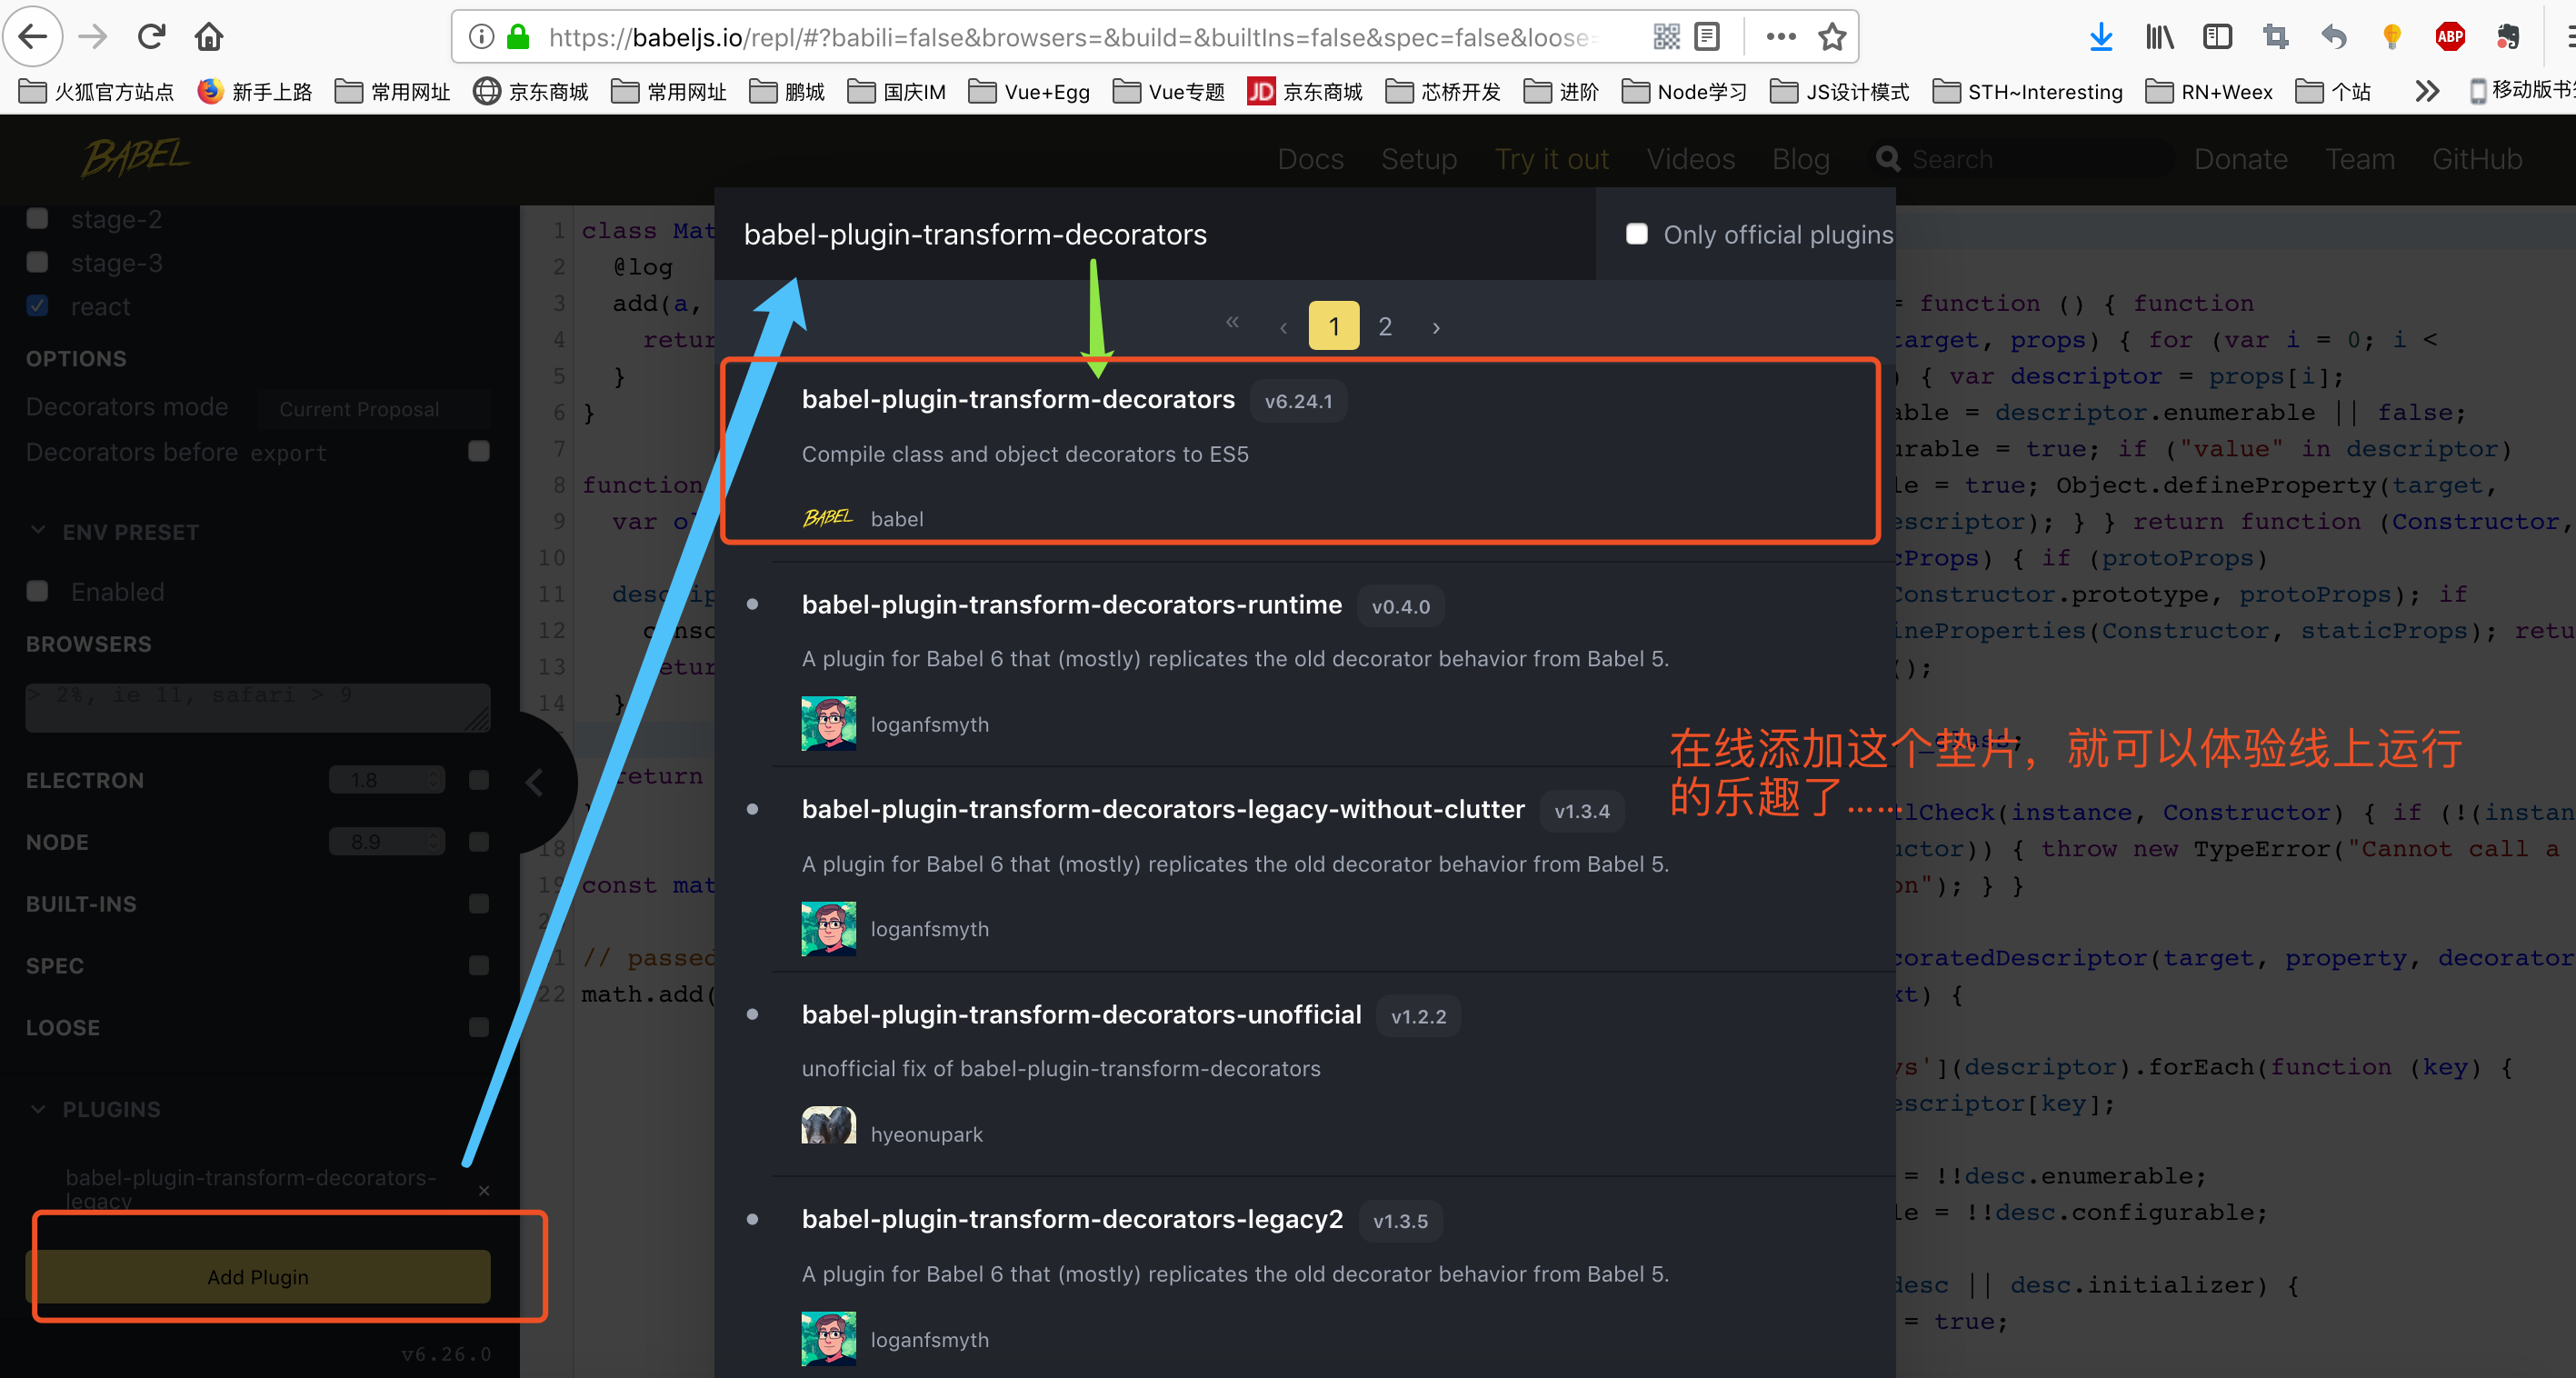 https://babeljs.io/repl/#?babili=false&browsers=&build=&builtIns=false&spec=false&loose=
火狐官方站点 新手上路 常用网址 京东商城 常用网址 鹏城 国庆IM Vue+Egg Vue专题 JD 京东商城 芯桥开发 进阶 Node学习 JS设计模式 STH~Interesting RN+Weex 个站 移动版书
ABP
BABEL Docs Setup Try it out Videos Blog Search Donate Team GitHub
stage-2
stage-3
react
OPTIONS
Decorators mode Current Proposal
Decorators before export
ENV PRESET
Enabled
BROWSERS
> 2%, ie 11, safari > 9
ELECTRON 1.8
NODE 8.9
BUILT-INS
SPEC
LOOSE
PLUGINS
babel-plugin-transform-decorators-
legacy ×
Add Plugin
v6.26.0
1 class Mat
2 @log
3 add(a,
4 retur
5 }
6 }
7
8 function
9 var o
10
11 descrip
12 consc
13 retur
14 }
return
18
19 const mat
// passed
22 math.add(
babel-plugin-transform-decorators
Only official plugins
« ‹ 1 2 ›
babel-plugin-transform-decorators v6.24.1
Compile class and object decorators to ES5
BABEL babel
babel-plugin-transform-decorators-runtime v0.4.0
A plugin for Babel 6 that (mostly) replicates the old decorator behavior from Babel 5.
loganfsmyth
babel-plugin-transform-decorators-legacy-without-clutter v1.3.4
A plugin for Babel 6 that (mostly) replicates the old decorator behavior from Babel 5.
loganfsmyth
babel-plugin-transform-decorators-unofficial v1.2.2
unofficial fix of babel-plugin-transform-decorators
hyeonupark
babel-plugin-transform-decorators-legacy2 v1.3.5
A plugin for Babel 6 that (mostly) replicates the old decorator behavior from Babel 5.
loganfsmyth
在线添加这个垫片，就可以体验线上运行
的乐趣了……
= function () { function
target, props) { for (var i = 0; i <
) { var descriptor = props[i];
able = descriptor.enumerable || false;
urable = true; if ("value" in descriptor)
le = true; Object.defineProperty(target,
escriptor); } } return function (Constructor,
cProps) { if (protoProps)
Constructor.prototype, protoProps); if
ineProperties(Constructor, staticProps); retu
();
_class;
llCheck(instance, Constructor) { if (!(instan
uctor)) { throw new TypeError("Cannot call a
on"); } }
coratedDescriptor(target, property, decorator
xt) {
ys'](descriptor).forEach(function (key) {
escriptor[key];
= !!desc.enumerable;
le = !!desc.configurable;
desc || desc.initializer) {
= true;